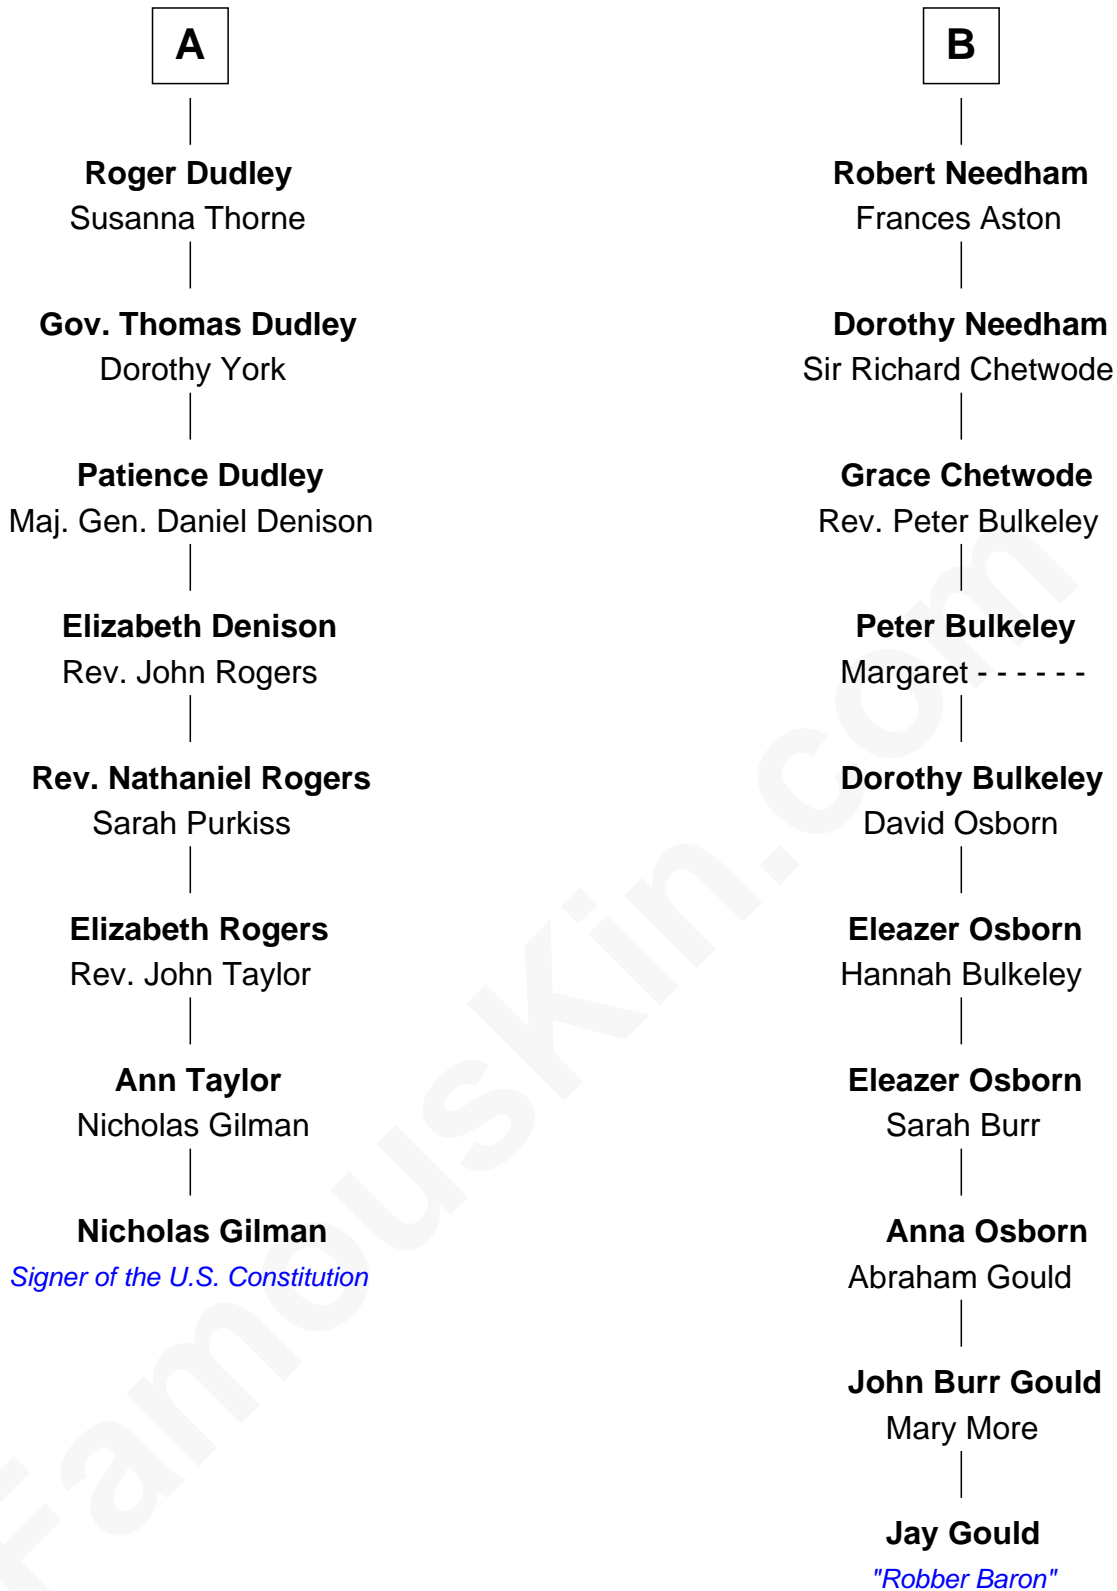 A
Roger Dudley
Susanna Thorne
Gov. Thomas Dudley
Dorothy York
Patience Dudley
Maj. Gen. Daniel Denison
Elizabeth Denison
Rev. John Rogers
Rev. Nathaniel Rogers
Sarah Purkiss
Elizabeth Rogers
Rev. John Taylor
Ann Taylor
Nicholas Gilman
Nicholas Gilman
Signer of the U.S. Constitution
B
Robert Needham
Frances Aston
Dorothy Needham
Sir Richard Chetwode
Grace Chetwode
Rev. Peter Bulkeley
Peter Bulkeley
Margaret - - - - - -
Dorothy Bulkeley
David Osborn
Eleazer Osborn
Hannah Bulkeley
Eleazer Osborn
Sarah Burr
Anna Osborn
Abraham Gould
John Burr Gould
Mary More
Jay Gould
"Robber Baron"
FamousKin.com